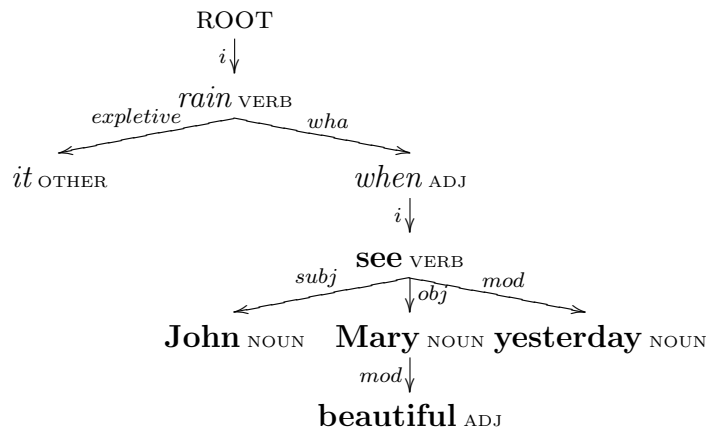 ROOT
i
rain VERB
expletive wha
it OTHER when ADJ
i
see VERB
subj obj mod
John NOUN Mary NOUN yesterday NOUN
mod
beautiful ADJ